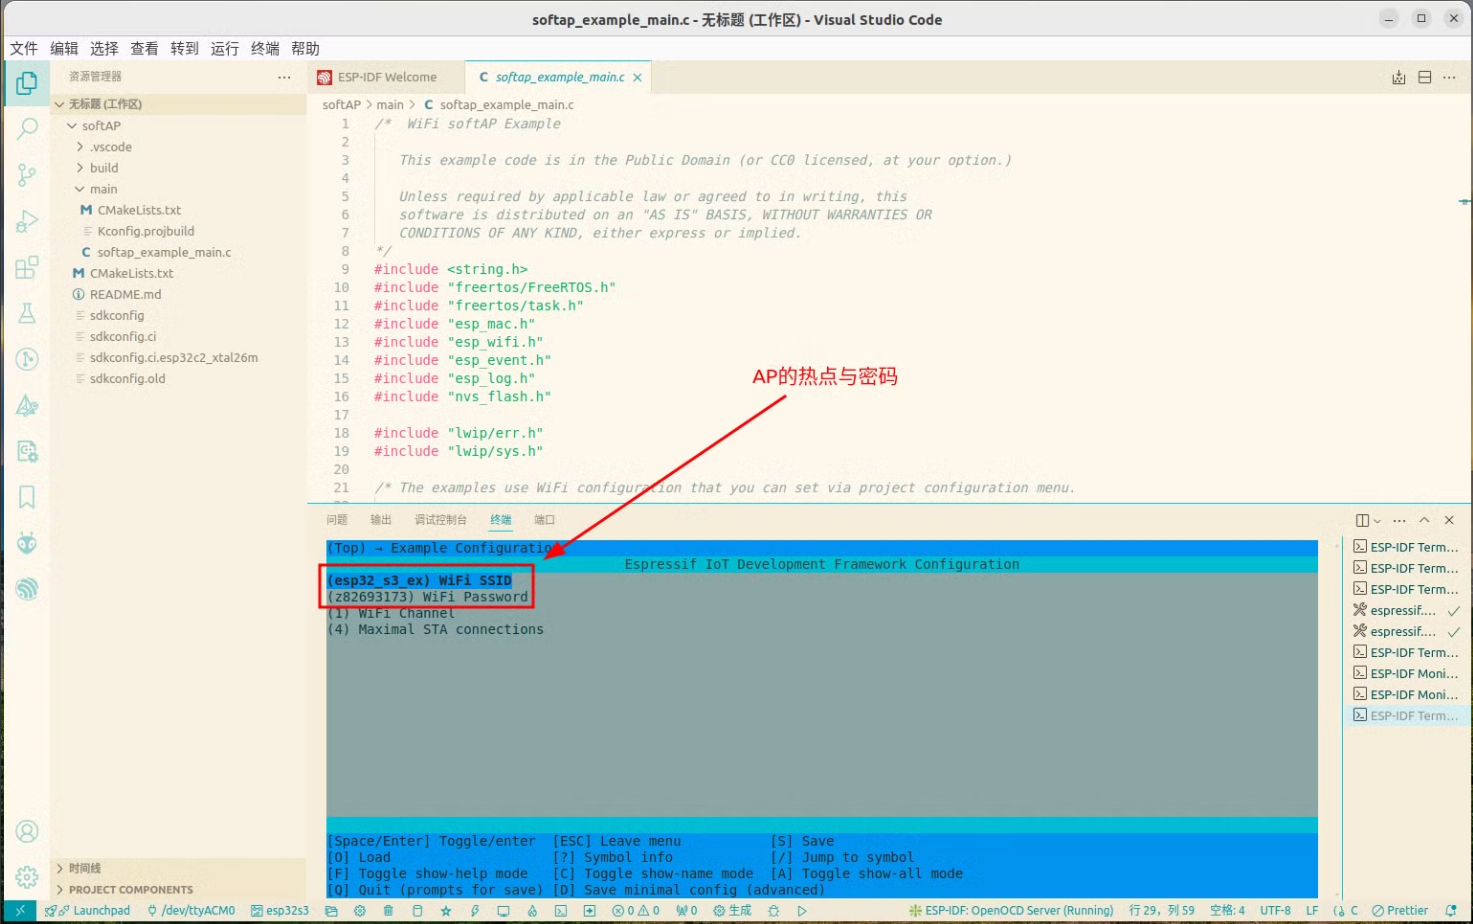 softap_example_main.c - 无标题 (工作区) - Visual Studio Code
文件 编辑 选择 查看 转到 运行 终端 帮助
资源管理器
ESP-IDF Welcome
C softap_example_main.c
softAP > main > C softap_example_main.c
无标题 (工作区)
softAP
.vscode
build
main
CMakeLists.txt
Kconfig.projbuild
C softap_example_main.c
CMakeLists.txt
README.md
sdkconfig
sdkconfig.ci
sdkconfig.ci.esp32c2_xtal26m
sdkconfig.old
时间线
PROJECT COMPONENTS
1 /*  WiFi softAP Example
2
3 This example code is in the Public Domain (or CC0 licensed, at your option.)
4
5 Unless required by applicable law or agreed to in writing, this
6 software is distributed on an "AS IS" BASIS, WITHOUT WARRANTIES OR
7 CONDITIONS OF ANY KIND, either express or implied.
8 */
9 #include <string.h>
10 #include "freertos/FreeRTOS.h"
11 #include "freertos/task.h"
12 #include "esp_mac.h"
13 #include "esp_wifi.h"
14 #include "esp_event.h"
15 #include "esp_log.h"
16 #include "nvs_flash.h"
17
18 #include "lwip/err.h"
19 #include "lwip/sys.h"
20
21 /* The examples use WiFi configuration that you can set via project configuration menu.
AP的热点与密码
问题 输出 调试控制台 终端 端口
(Top) → Example Configuration
Espressif IoT Development Framework Configuration
(esp32_s3_ex) WiFi SSID
(z82693173) WiFi Password
(1) WiFi Channel
(4) Maximal STA connections
[Space/Enter] Toggle/enter [ESC] Leave menu [S] Save
[O] Load [?] Symbol info [/] Jump to symbol
[F] Toggle show-help mode [C] Toggle show-name mode [A] Toggle show-all mode
[Q] Quit (prompts for save) [D] Save minimal config (advanced)
ESP-IDF Term...
ESP-IDF Term...
ESP-IDF Term...
espressif....
espressif....
ESP-IDF Term...
ESP-IDF Moni...
ESP-IDF Moni...
ESP-IDF Term...
Launchpad /dev/ttyACM0 esp32s3 0 0 0 生成 ESP-IDF: OpenOCD Server (Running) 行 29，列 59 空格: 4 UTF-8 LF C Prettier